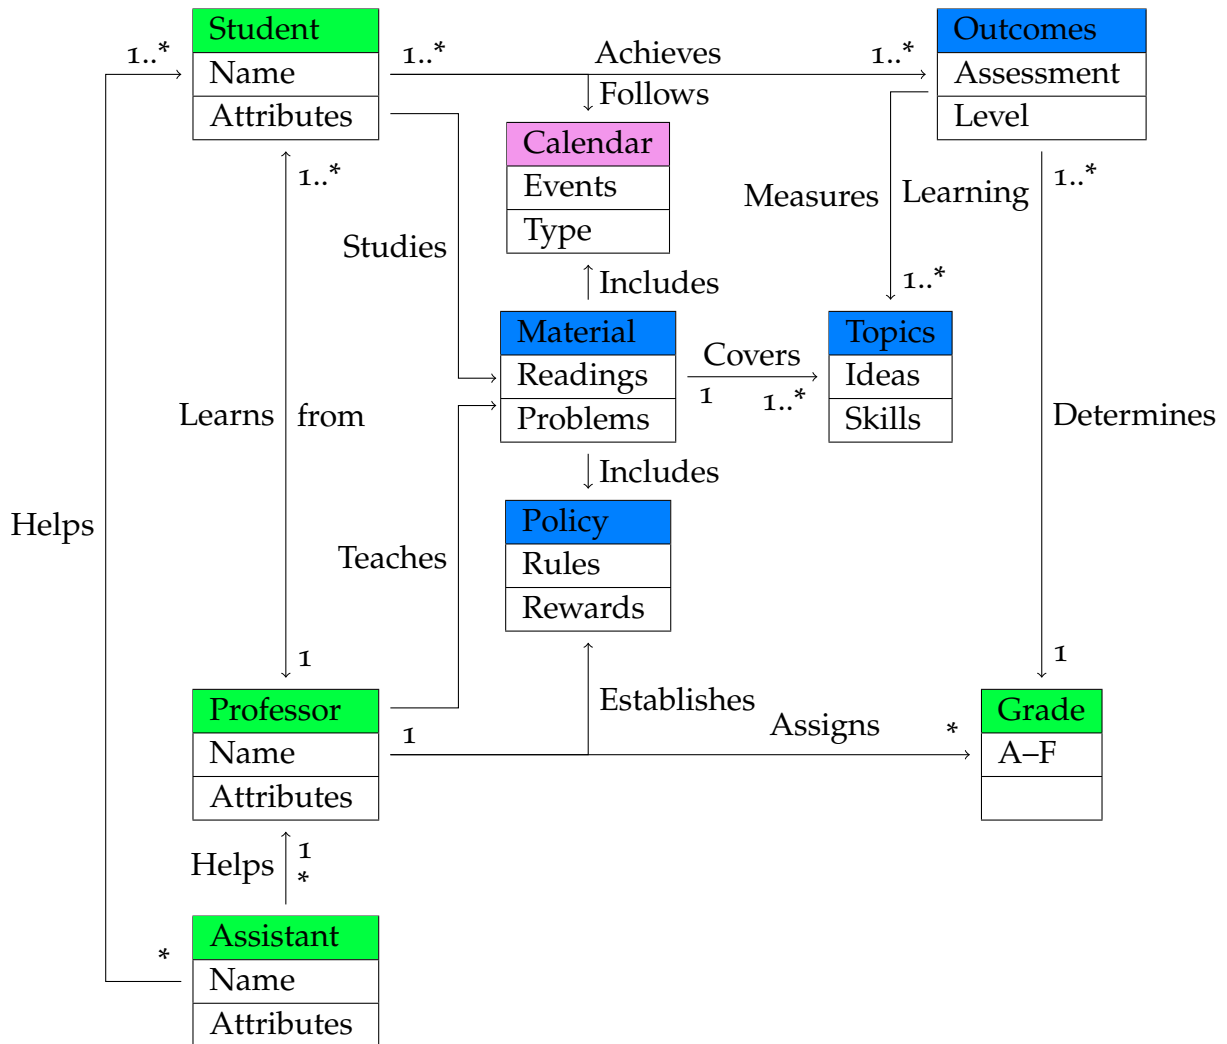 Student
Name
Attributes
1..*
1..*
Achieves
1..*
Outcomes
Assessment
Level
Follows
Calendar
Events
Type
1..*
Studies
Measures
Learning
1..*
1..*
Includes
Material
Readings
Problems
Covers
1
1..*
Topics
Ideas
Skills
Learns
from
Determines
Includes
Policy
Rules
Rewards
Helps
Teaches
1
Professor
Name
Attributes
1
Establishes
Assigns
*
1
Grade
A–F
Helps
1
*
Assistant
Name
Attributes
*